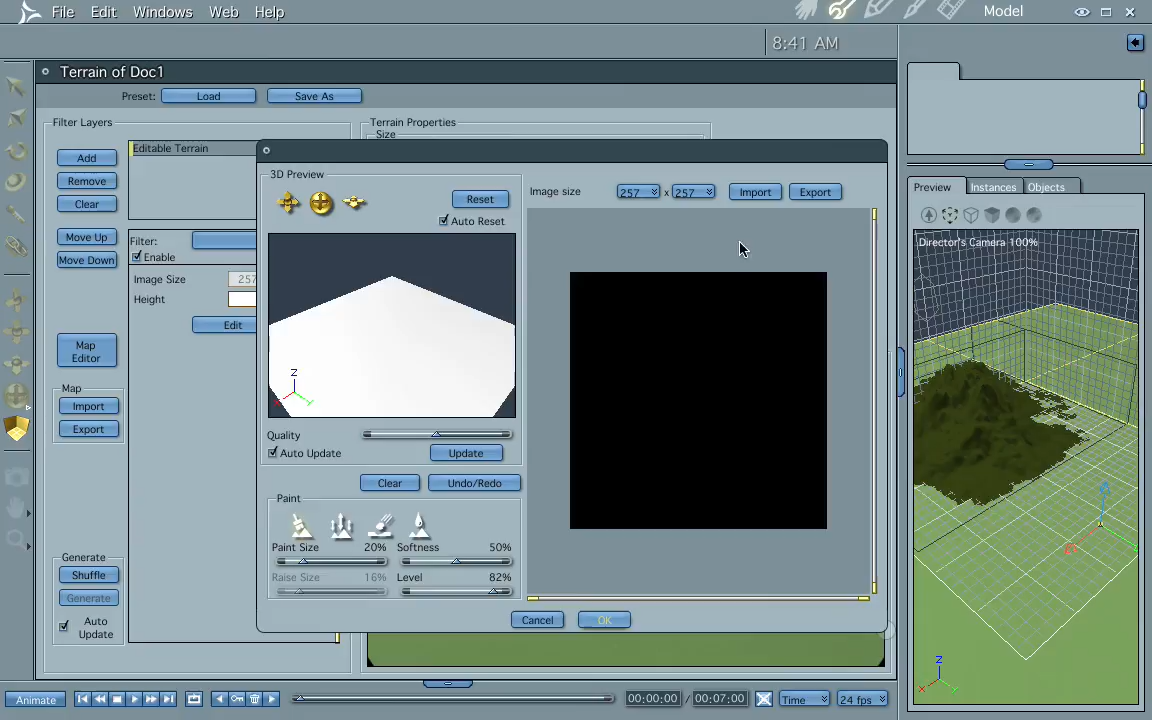 File Edit Windows Web Help Model
8:41 AM
Terrain of Doc1
Preset: Load Save As
Filter Layers
Terrain Properties
Size
Add
Remove
Clear
Move Up
Move Down
Map
Editor
Map
Import
Export
Generate
Shuffle
Generate
Auto
Update
Editable Terrain
Filter:
Enable
Image Size 257
Height
Edit
3D Preview
Reset
Auto Reset
Z
X
Y
Quality
Auto Update Update
Clear Undo/Redo
Paint
Paint Size 20% Softness 50%
Raise Size 16% Level 82%
Image size 257 x 257 Import Export
Cancel OK
Preview Instances Objects
Director's Camera 100%
Z
X
Y
Animate 00:00:00 / 00:07:00 Time 24 fps